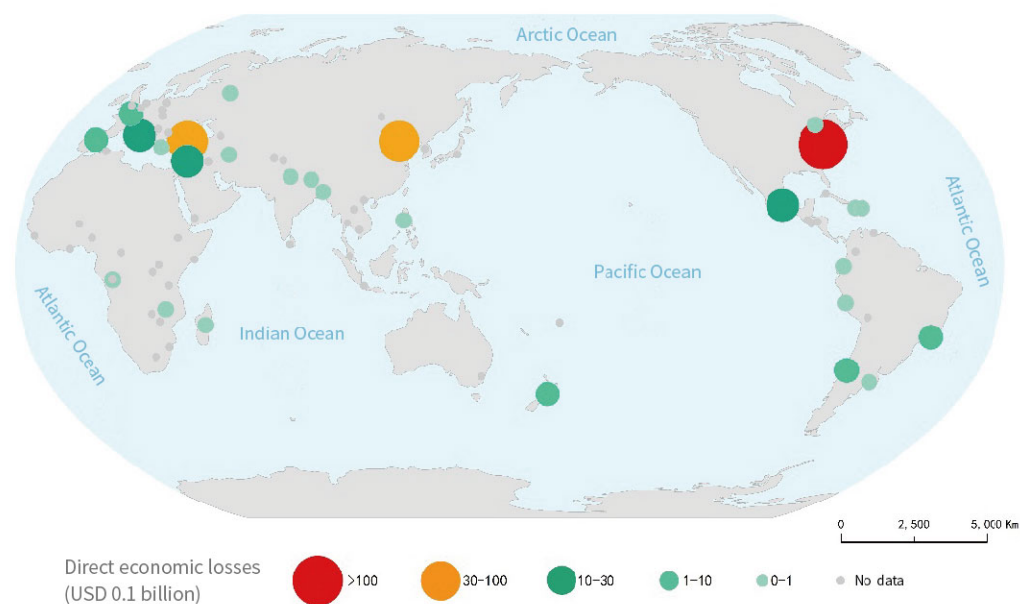 Arctic Ocean
Atlantic Ocean
Pacific Ocean
Atlantic Ocean
Indian Ocean
0 2,500 5,000 Km
Direct economic losses
(USD 0.1 billion)
>100 30-100 10-30 1-10 0-1 No data